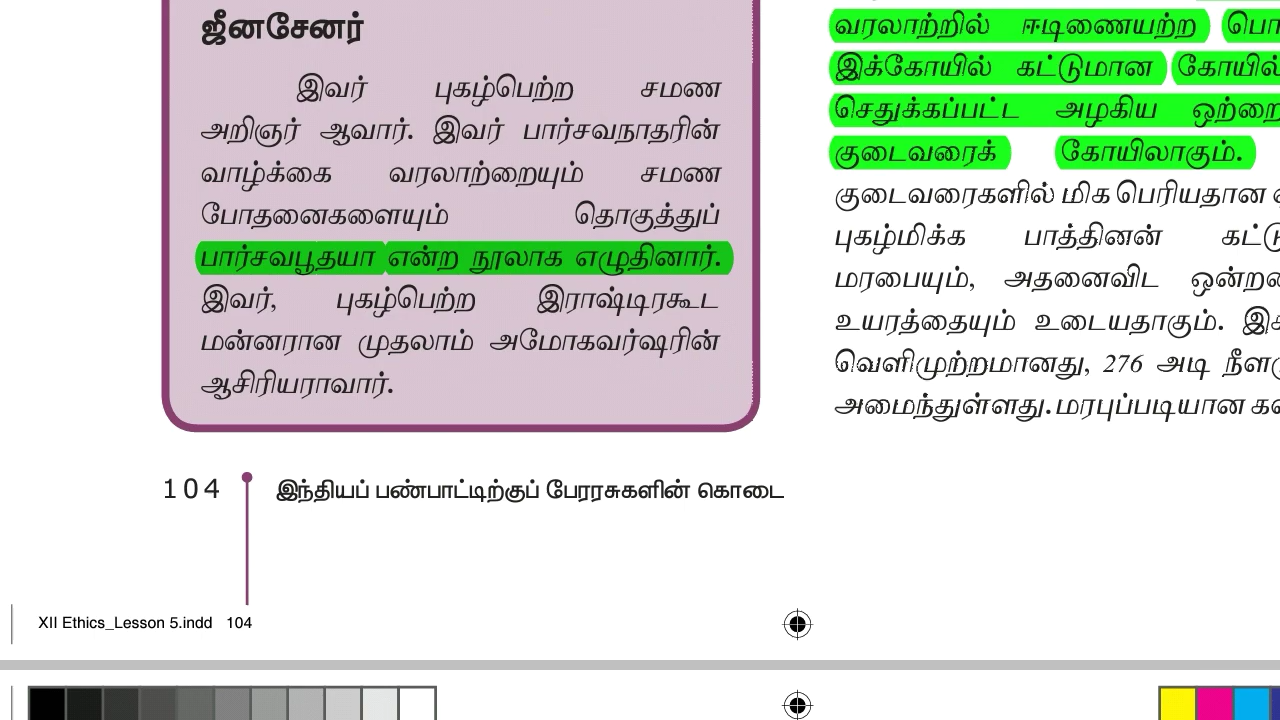 ஜீனசேனர்
இவர் புகழ்பெற்ற சமண
அறிஞர் ஆவார். இவர் பார்சவநாதரின்
வாழ்க்கை வரலாற்றையும் சமண
போதனைகளையும் தொகுத்துப்
பார்சவபூதயா என்ற நூலாக எழுதினார்.
இவர், புகழ்பெற்ற இராஷ்டிரகூட
மன்னரான முதலாம் அமோகவர்ஷரின்
ஆசிரியராவார்.
வரலாற்றில் ஈடிணையற்ற
இக்கோயில் கட்டுமான கோயில்
செதுக்கப்பட்ட அழகிய
குடைவரைக் கோயிலாகும்.
குடைவரைகளில் மிக பெரியதான
புகழ்மிக்க பாத்தினன்
மரபையும், அதனைவிட
உயரத்தையும் உடையதாகும்.
வெளிமுற்றமானது, 276 அடி
அமைந்துள்ளது. மரபுப்படியான
104 இந்தியப் பண்பாட்டிற்குப் பேரரசுகளின் கொடை
XII Ethics_Lesson 5.indd 104